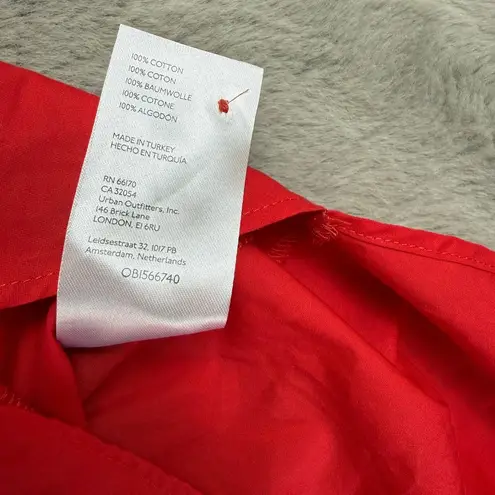 100% COTTON
100% COTON
100% BAUMWOLLE
100% COTONE
100% ALGODÓN
MADE IN TURKEY
HECHO EN TURQUÍA
RN 66170
CA 32054
Urban Outfitters, Inc.
146 Brick Lane
LONDON, E1 6RU
Leidsestraat 32, 1017 PB
Amsterdam, Netherlands
OB1566740